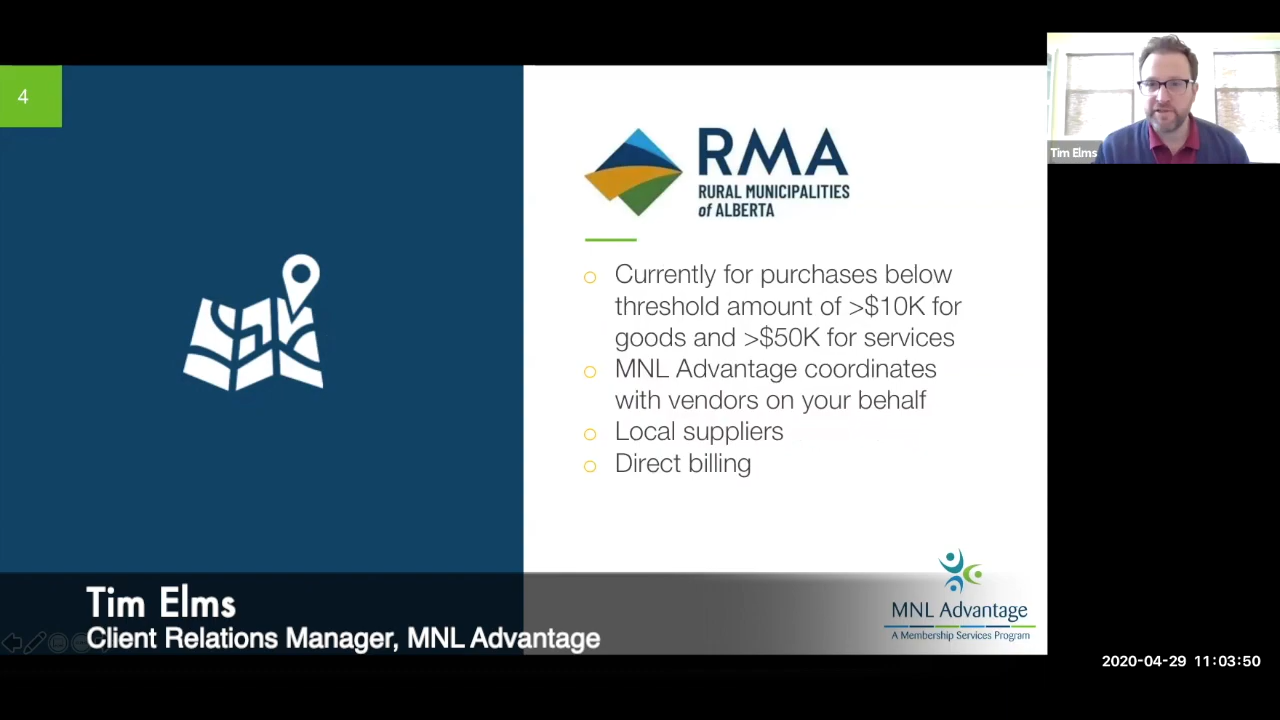 4
RMA
RURAL MUNICIPALITIES
of ALBERTA
Currently for purchases below
threshold amount of >$10K for
goods and >$50K for services
MNL Advantage coordinates
with vendors on your behalf
Local suppliers
Direct billing
MNL Advantage
A Membership Services Program
Tim Elms
Client Relations Manager, MNL Advantage
Tim Elms
2020-04-29 11:03:50